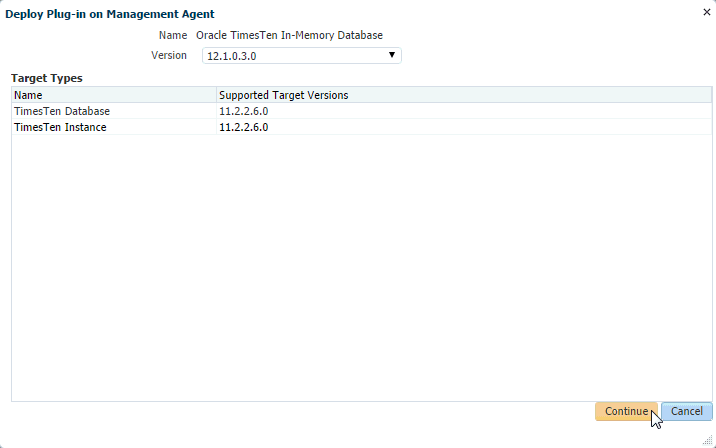 Deploy Plug-in on Management Agent
Name Oracle TimesTen In-Memory Database
Version 12.1.0.3.0
Target Types
Name Supported Target Versions
TimesTen Database 11.2.2.6.0
TimesTen Instance 11.2.2.6.0
Continue Cancel